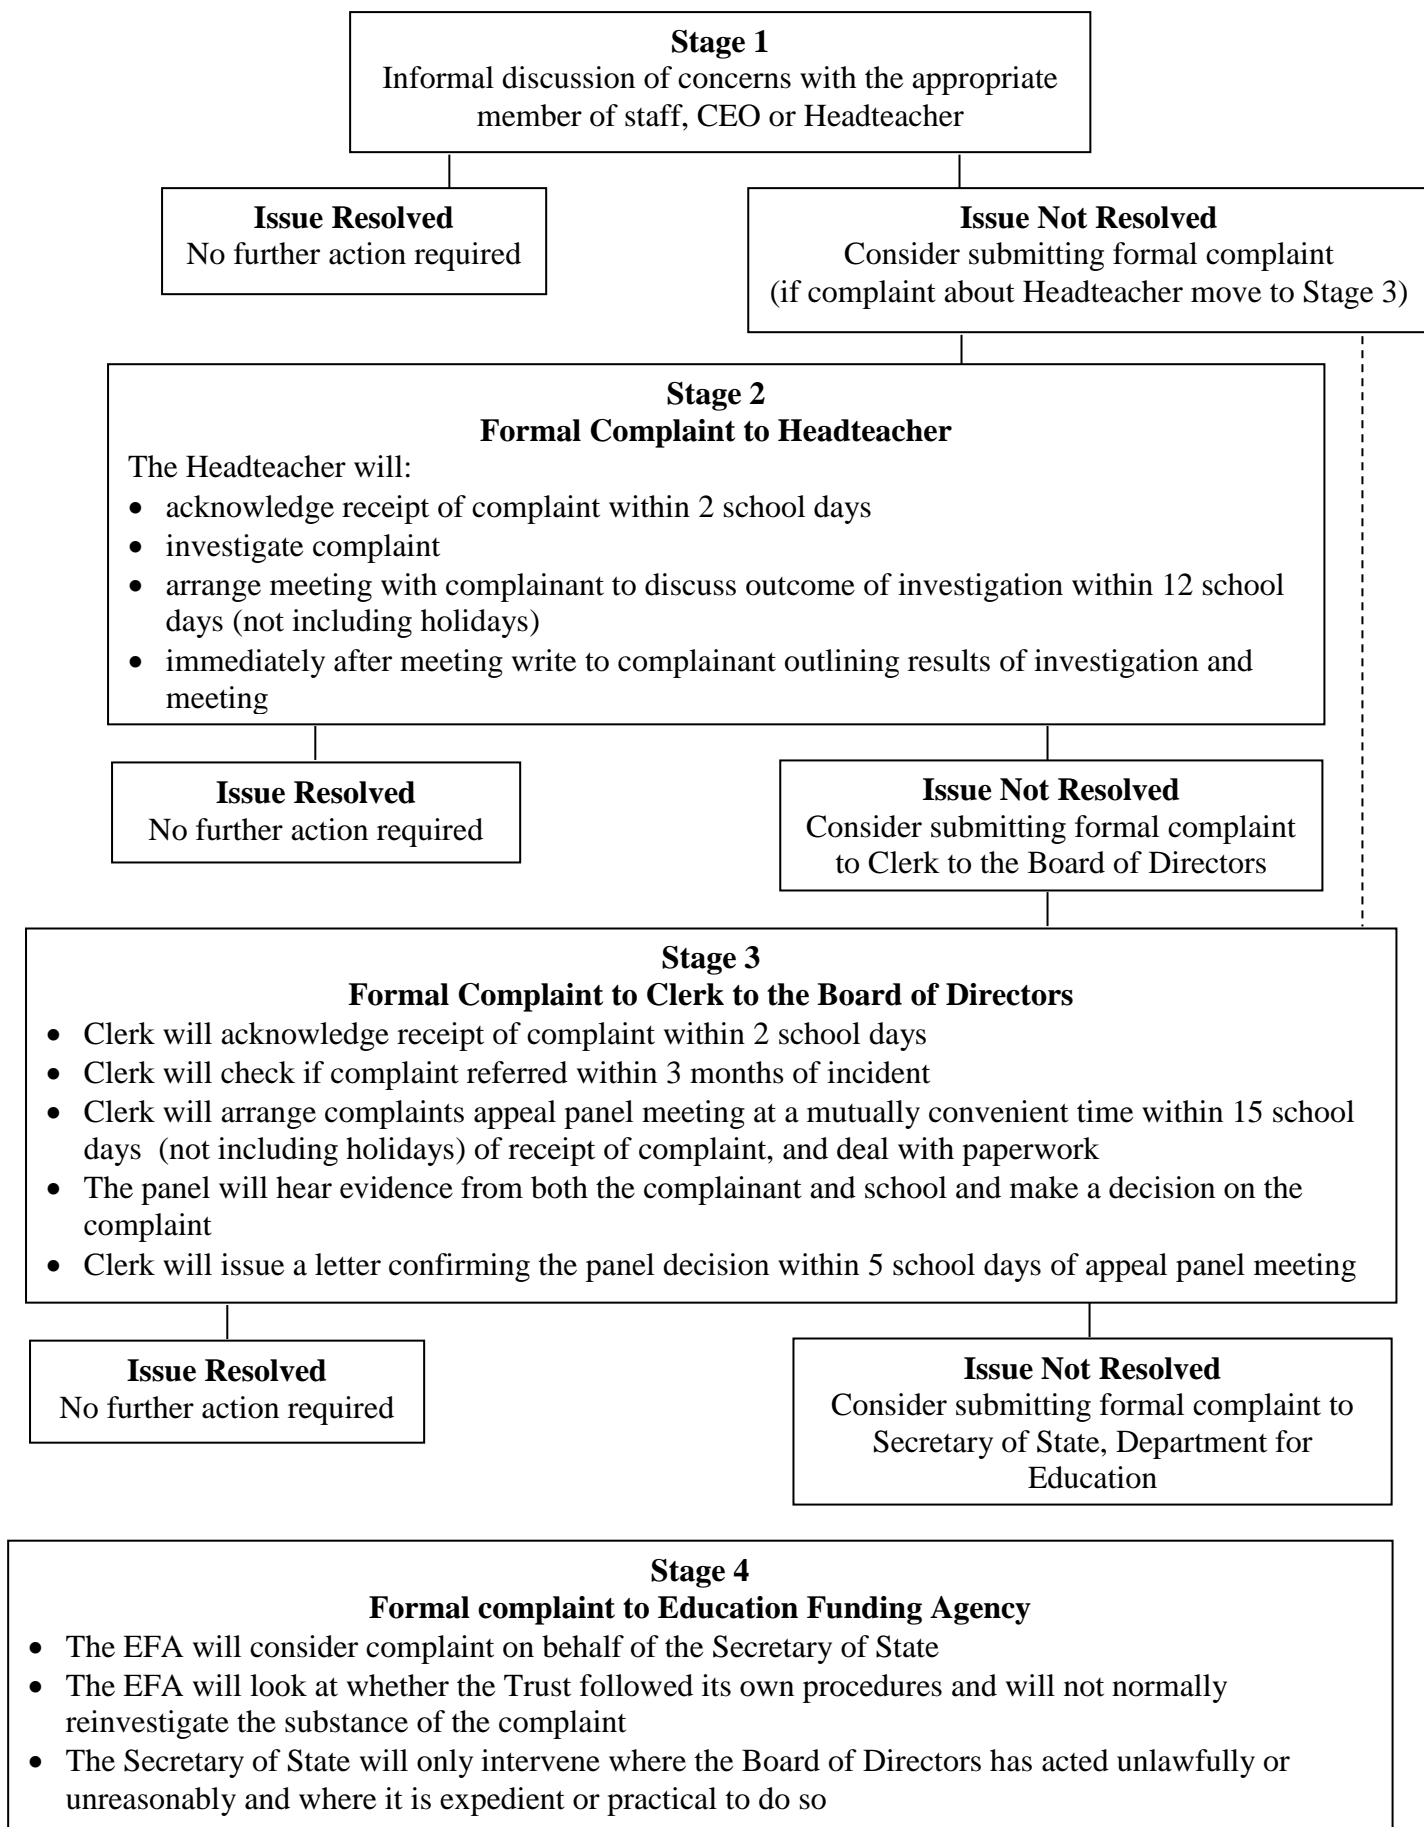 Stage 1
Informal discussion of concerns with the appropriate
member of staff, CEO or Headteacher
Issue Resolved
No further action required
Issue Not Resolved
Consider submitting formal complaint
(if complaint about Headteacher move to Stage 3)
Stage 2
Formal Complaint to Headteacher
The Headteacher will:
• acknowledge receipt of complaint within 2 school days
• investigate complaint
• arrange meeting with complainant to discuss outcome of investigation within 12 school
days (not including holidays)
• immediately after meeting write to complainant outlining results of investigation and
meeting
Issue Resolved
No further action required
Issue Not Resolved
Consider submitting formal complaint
to Clerk to the Board of Directors
Stage 3
Formal Complaint to Clerk to the Board of Directors
• Clerk will acknowledge receipt of complaint within 2 school days
• Clerk will check if complaint referred within 3 months of incident
• Clerk will arrange complaints appeal panel meeting at a mutually convenient time within 15 school
days (not including holidays) of receipt of complaint, and deal with paperwork
• The panel will hear evidence from both the complainant and school and make a decision on the
complaint
• Clerk will issue a letter confirming the panel decision within 5 school days of appeal panel meeting
Issue Resolved
No further action required
Issue Not Resolved
Consider submitting formal complaint to
Secretary of State, Department for
Education
Stage 4
Formal complaint to Education Funding Agency
• The EFA will consider complaint on behalf of the Secretary of State
• The EFA will look at whether the Trust followed its own procedures and will not normally
reinvestigate the substance of the complaint
• The Secretary of State will only intervene where the Board of Directors has acted unlawfully or
unreasonably and where it is expedient or practical to do so